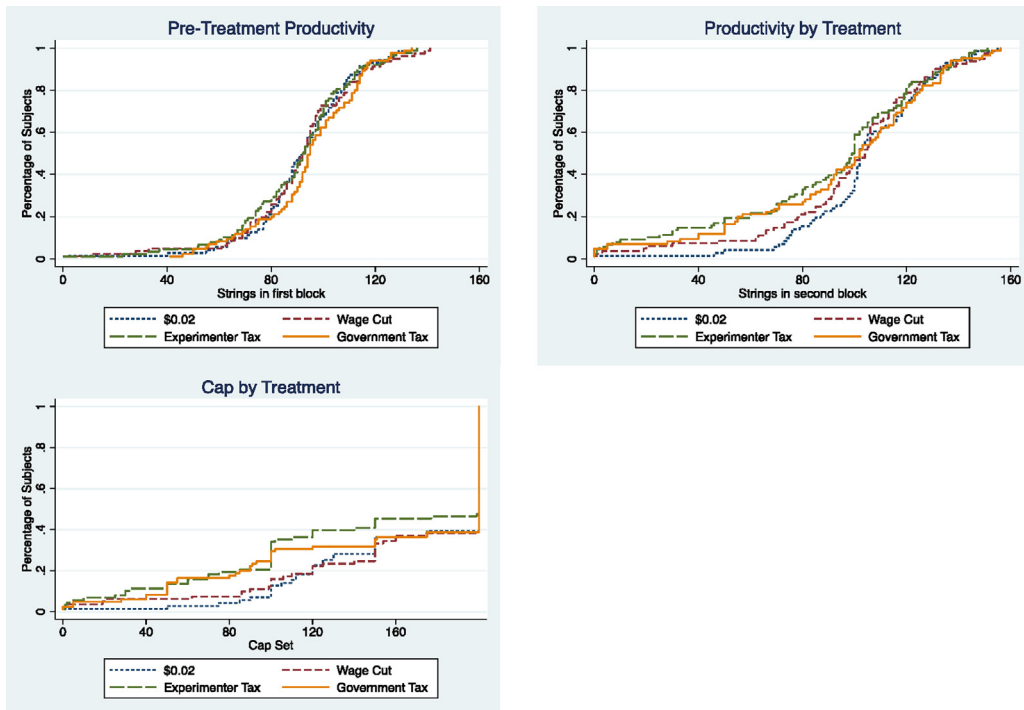 Pre-Treatment Productivity
Percentage of Subjects
1
.8
.6
.4
.2
0
0 40 80 120 160
Strings in first block
$0.02 Wage Cut
Experimenter Tax Government Tax
Productivity by Treatment
Percentage of Subjects
1
.8
.6
.4
.2
0
0 40 80 120 160
Strings in second block
$0.02 Wage Cut
Experimenter Tax Government Tax
Cap by Treatment
Percentage of Subjects
1
.8
.6
.4
.2
0
0 40 80 120 160
Cap Set
$0.02 Wage Cut
Experimenter Tax Government Tax